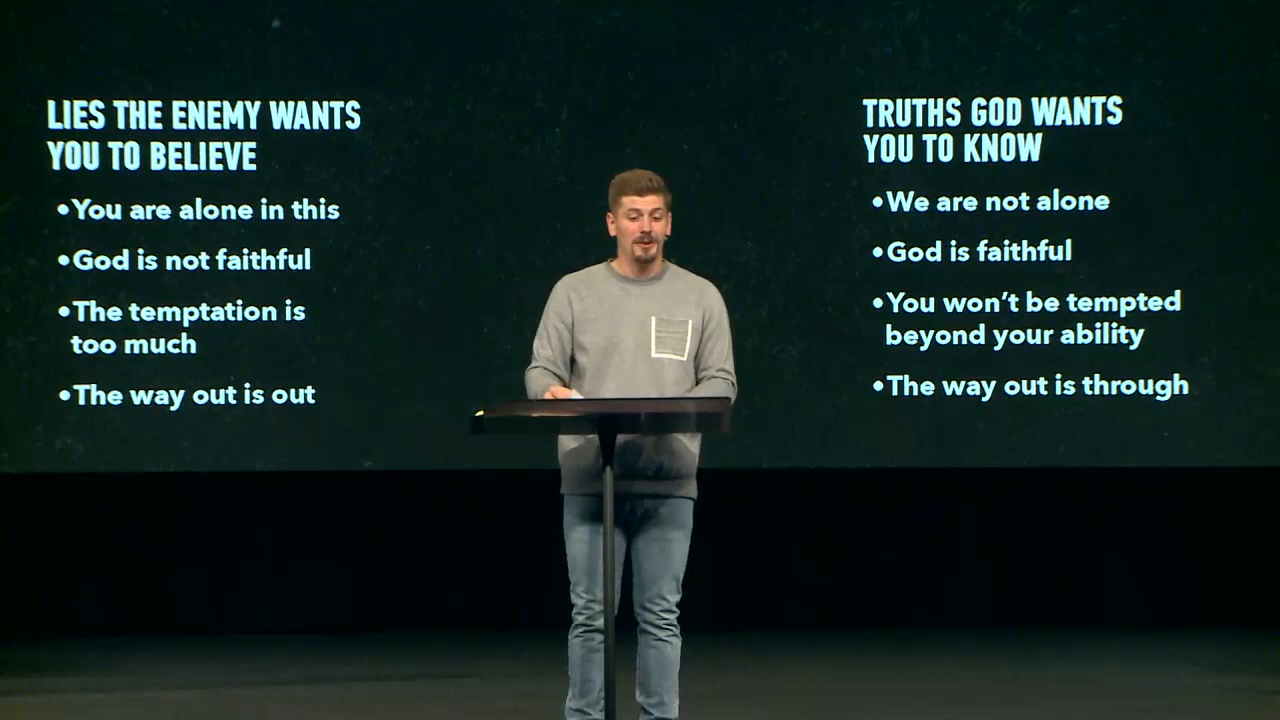 LIES THE ENEMY WANTS
YOU TO BELIEVE
•You are alone in this
•God is not faithful
•The temptation is
too much
•The way out is out
TRUTHS GOD WANTS
YOU TO KNOW
•We are not alone
•God is faithful
•You won't be tempted
beyond your ability
•The way out is through